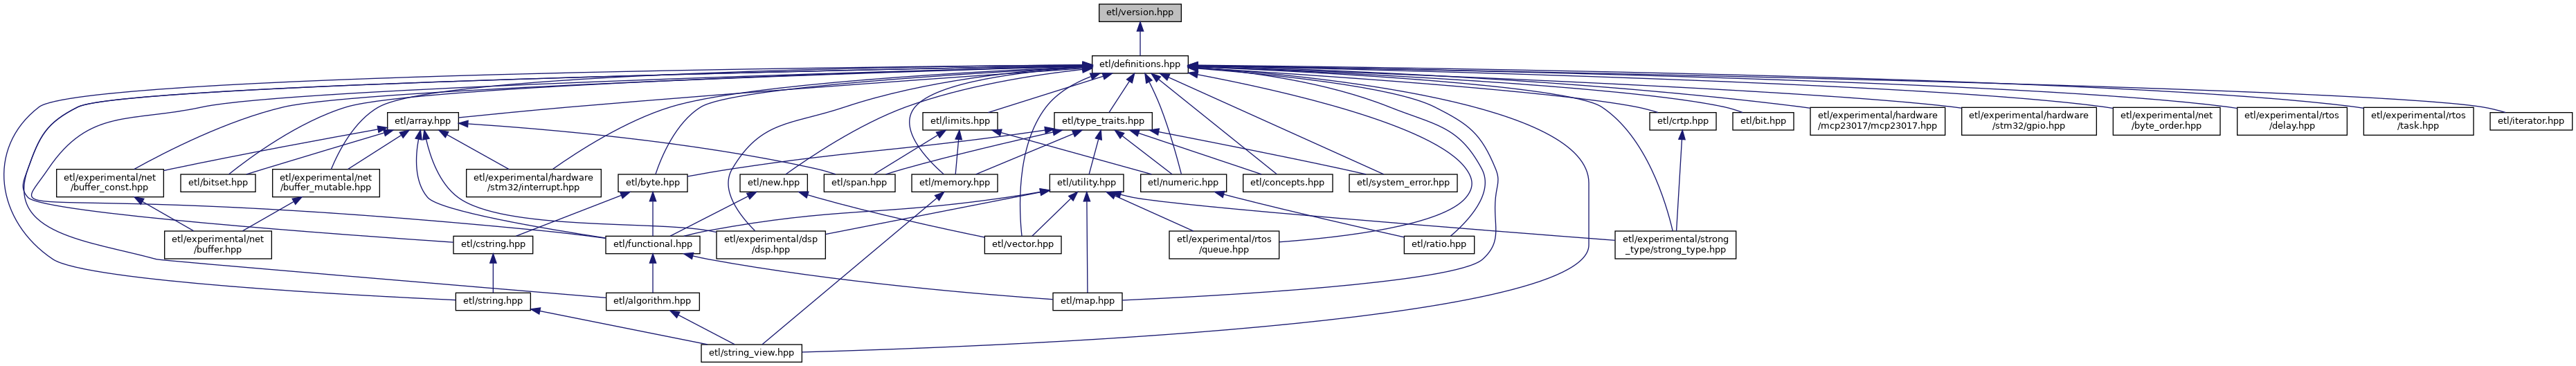 etl/version.hpp
etl/definitions.hpp
etl/array.hpp
etl/limits.hpp
etl/type_traits.hpp
etl/crtp.hpp
etl/bit.hpp
etl/experimental/hardware
/mcp23017/mcp23017.hpp
etl/experimental/hardware
/stm32/gpio.hpp
etl/experimental/net
/byte_order.hpp
etl/experimental/rtos
/delay.hpp
etl/experimental/rtos
/task.hpp
etl/iterator.hpp
etl/experimental/net
/buffer_const.hpp
etl/bitset.hpp
etl/experimental/net
/buffer_mutable.hpp
etl/experimental/hardware
/stm32/interrupt.hpp
etl/byte.hpp
etl/new.hpp
etl/span.hpp
etl/memory.hpp
etl/utility.hpp
etl/numeric.hpp
etl/concepts.hpp
etl/system_error.hpp
etl/experimental/net
/buffer.hpp
etl/cstring.hpp
etl/functional.hpp
etl/experimental/dsp
/dsp.hpp
etl/vector.hpp
etl/experimental/rtos
/queue.hpp
etl/ratio.hpp
etl/experimental/strong
_type/strong_type.hpp
etl/string.hpp
etl/algorithm.hpp
etl/map.hpp
etl/string_view.hpp